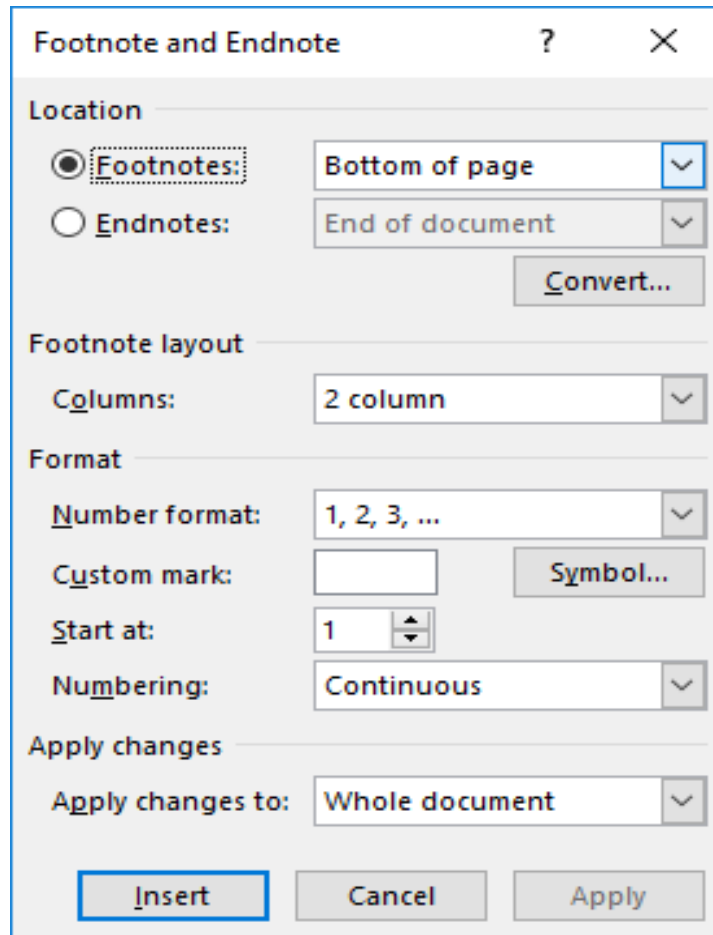 Footnote and Endnote ?
Location
Footnotes: Bottom of page
Endnotes: End of document
Convert...
Footnote layout
Columns: 2 column
Format
Number format: 1, 2, 3, ...
Custom mark: Symbol...
Start at: 1
Numbering: Continuous
Apply changes
Apply changes to: Whole document
Insert Cancel Apply